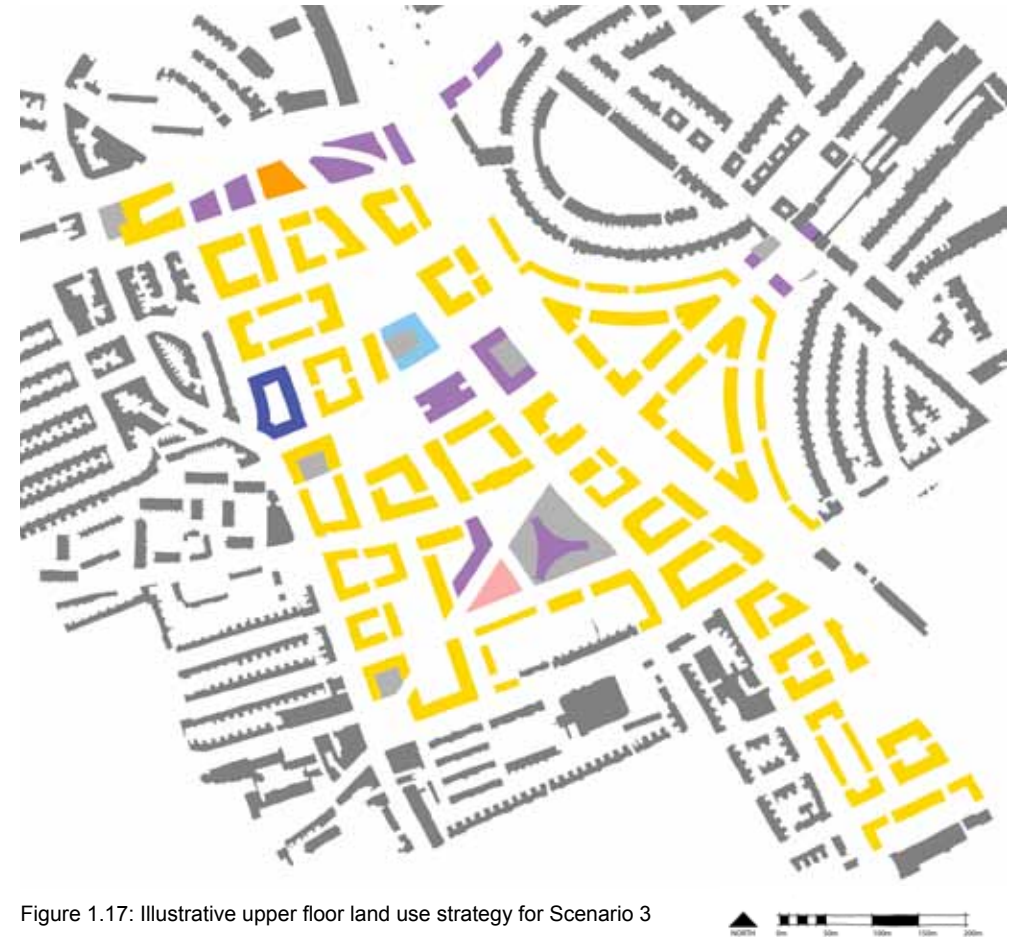 Figure 1.17: Illustrative upper floor land use strategy for Scenario 3
NORTH
0m 50m 100m 150m 200m